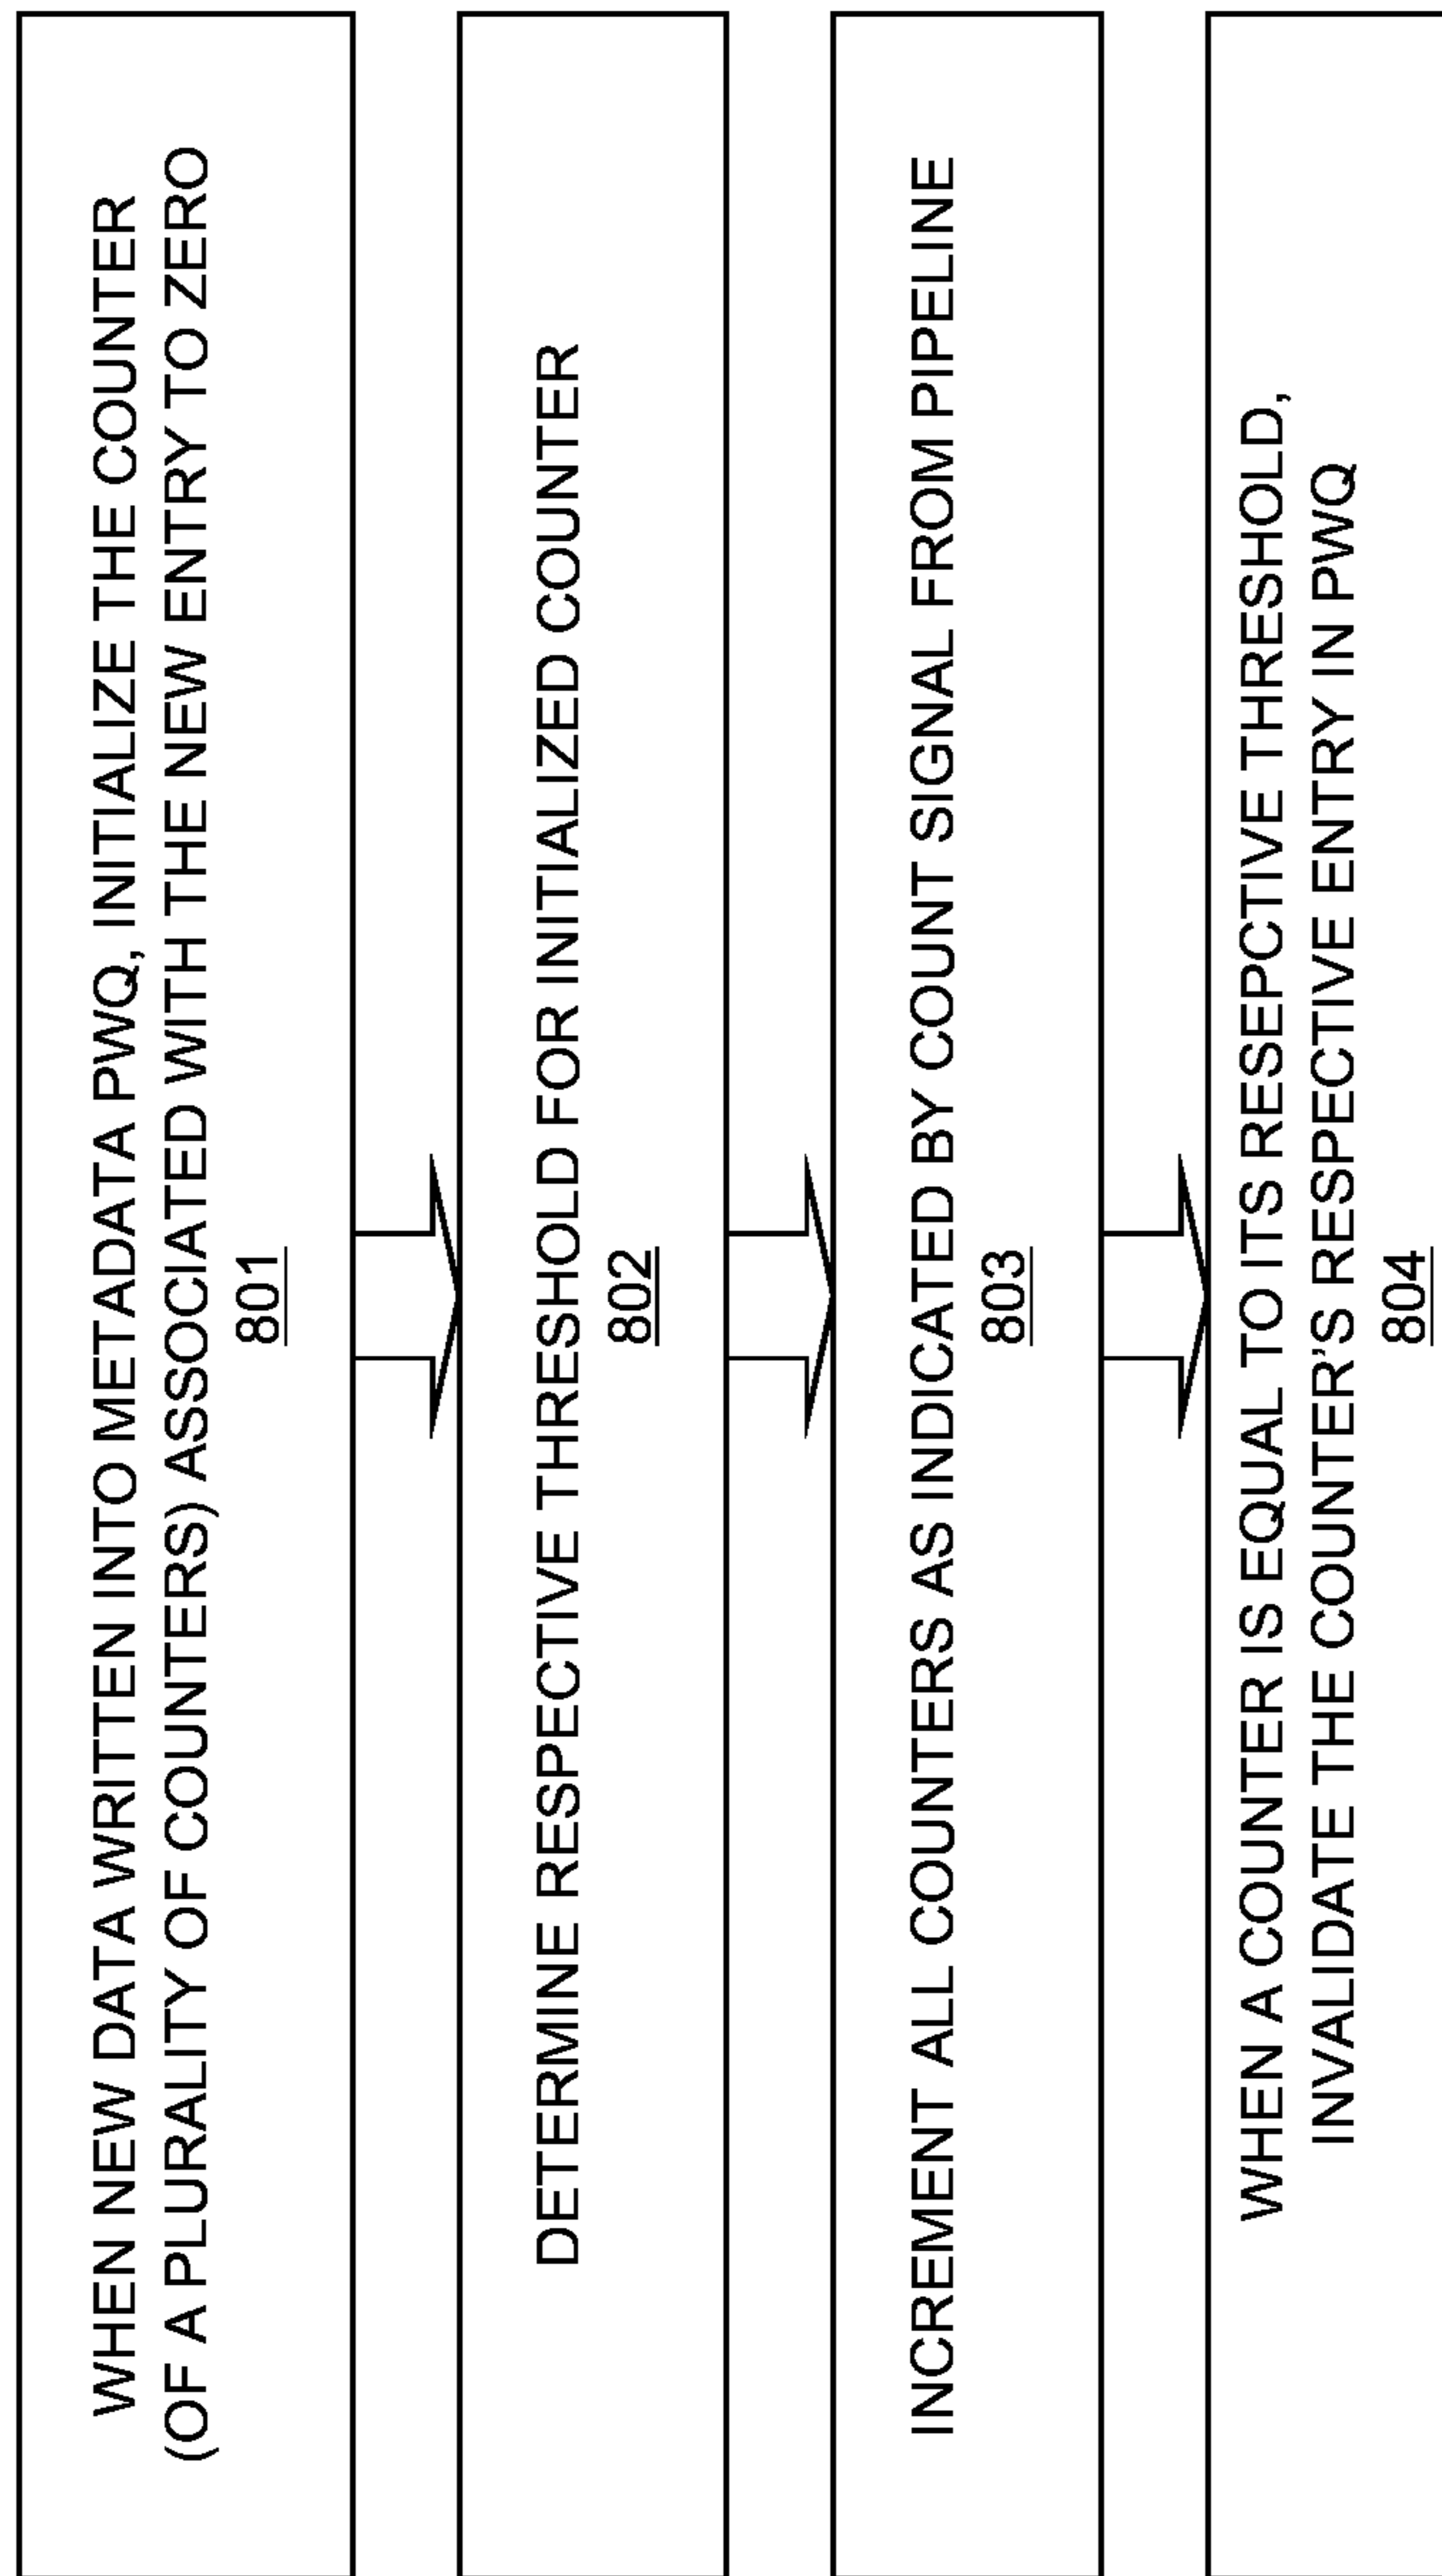 WHEN NEW DATA WRITTEN INTO METADATA PWQ, INITIALIZE THE COUNTER
(OF A PLURALITY OF COUNTERS) ASSOCIATED WITH THE NEW ENTRY TO ZERO
801
DETERMINE RESPECTIVE THRESHOLD FOR INITIALIZED COUNTER
802
INCREMENT ALL COUNTERS AS INDICATED BY COUNT SIGNAL FROM PIPELINE
803
WHEN A COUNTER IS EQUAL TO ITS RESEPCTIVE THRESHOLD,
INVALIDATE THE COUNTER'S RESPECTIVE ENTRY IN PWQ
804